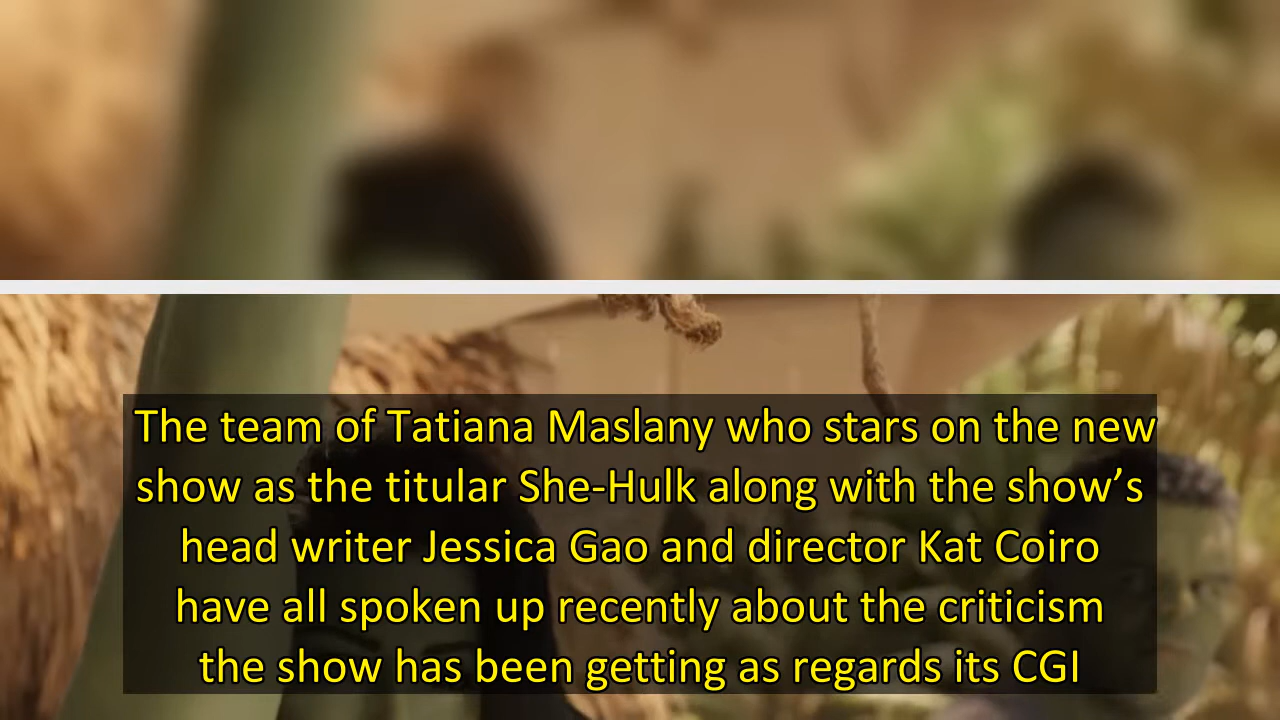 The team of Tatiana Maslany who stars on the new
show as the titular She-Hulk along with the show’s
head writer Jessica Gao and director Kat Coiro
have all spoken up recently about the criticism
the show has been getting as regards its CGI